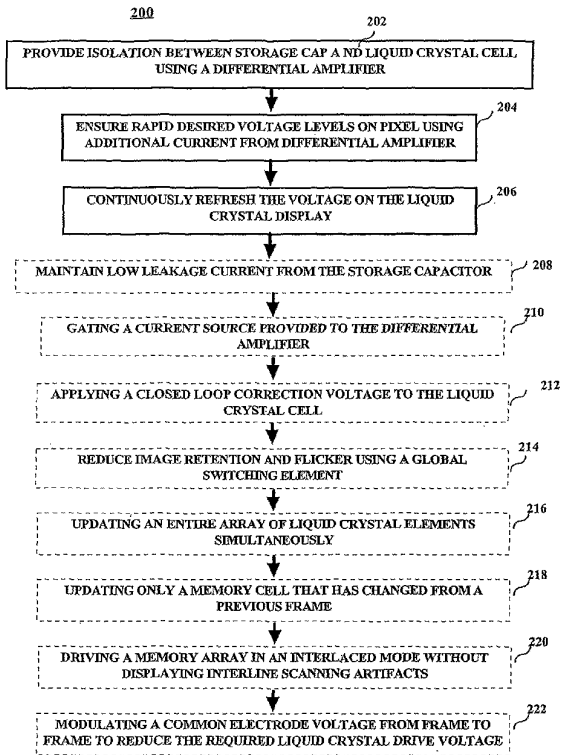 200
202
PROVIDE ISOLATION BETWEEN STORAGE CAP A ND LIQUID CRYSTAL CELL
USING A DIFFERENTIAL AMPLIFIER
204
ENSURE RAPID DESIRED VOLTAGE LEVELS ON PIXEL USING
ADDITIONAL CURRENT FROM DIFFERENTIAL AMPLIFIER
206
CONTINUOUSLY REFRESH THE VOLTAGE ON THE LIQUID
CRYSTAL DISPLAY
MAINTAIN LOW LEAKAGE CURRENT FROM THE STORAGE CAPACITOR
208
210
GATING A CURRENT SOURCE PROVIDED TO THE DIFFERENTIAL
AMPLIFIER
212
APPLYING A CLOSED LOOP CORRECTION VOLTAGE TO THE LIQUID
CRYSTAL CELL
214
REDUCE IMAGE RETENTION AND FLICKER USING A GLOBAL
SWITCHING ELEMENT
216
UPDATING AN ENTIRE ARRAY OF LIQUID CRYSTAL ELEMENTS
SIMULTANEOUSLY
218
UPDATING ONLY A MEMORY CELL THAT HAS CHANGED FROM A
PREVIOUS FRAME
220
DRIVING A MEMORY ARRAY IN AN INTERLACED MODE WITHOUT
DISPLAYING INTERLINE SCANNING ARTIFACTS
222
MODULATING A COMMON ELECTRODE VOLTAGE FROM FRAME TO
FRAME TO REDUCE THE REQUIRED LIQUID CRYSTAL DRIVE VOLTAGE